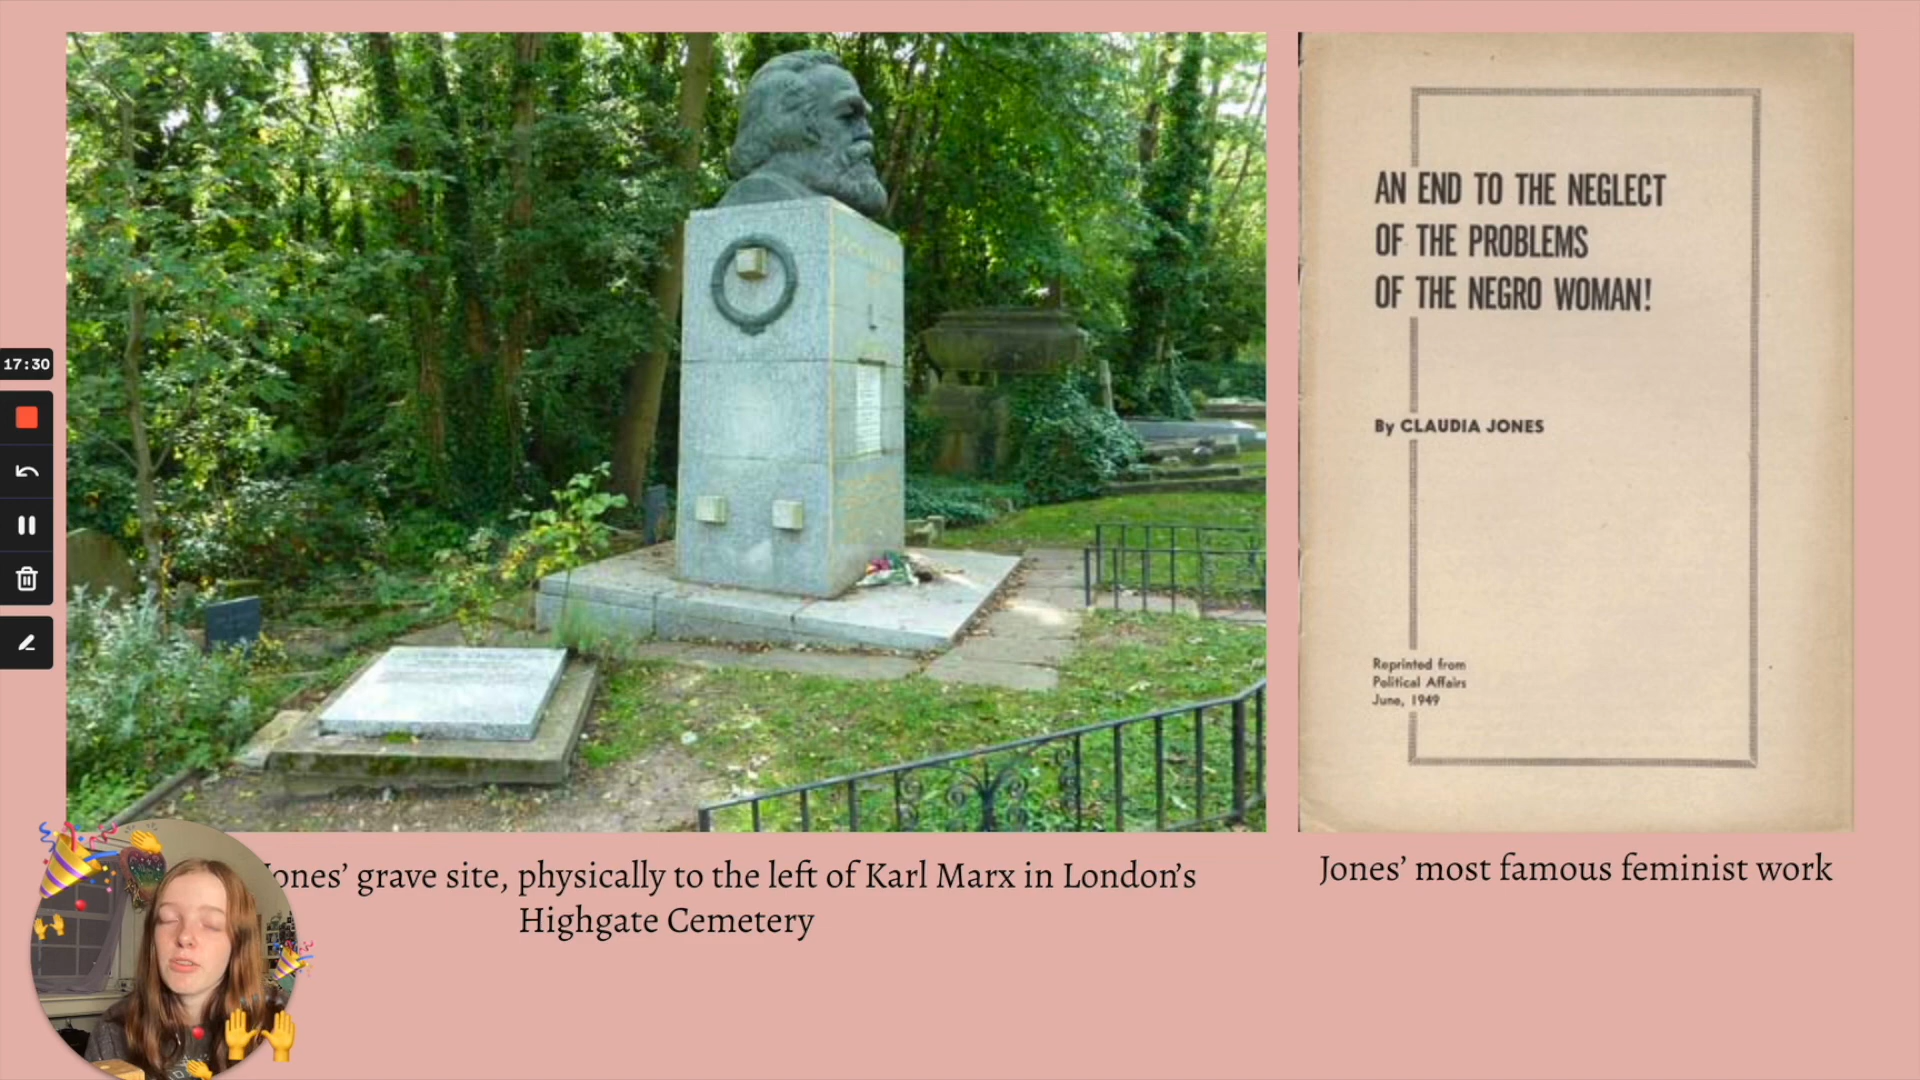 17:30
AN END TO THE NEGLECT
OF THE PROBLEMS
OF THE NEGRO WOMAN!
By CLAUDIA JONES
Reprinted from
Political Affairs
June, 1949
Jones’ grave site, physically to the left of Karl Marx in London’s
Highgate Cemetery
Jones’ most famous feminist work